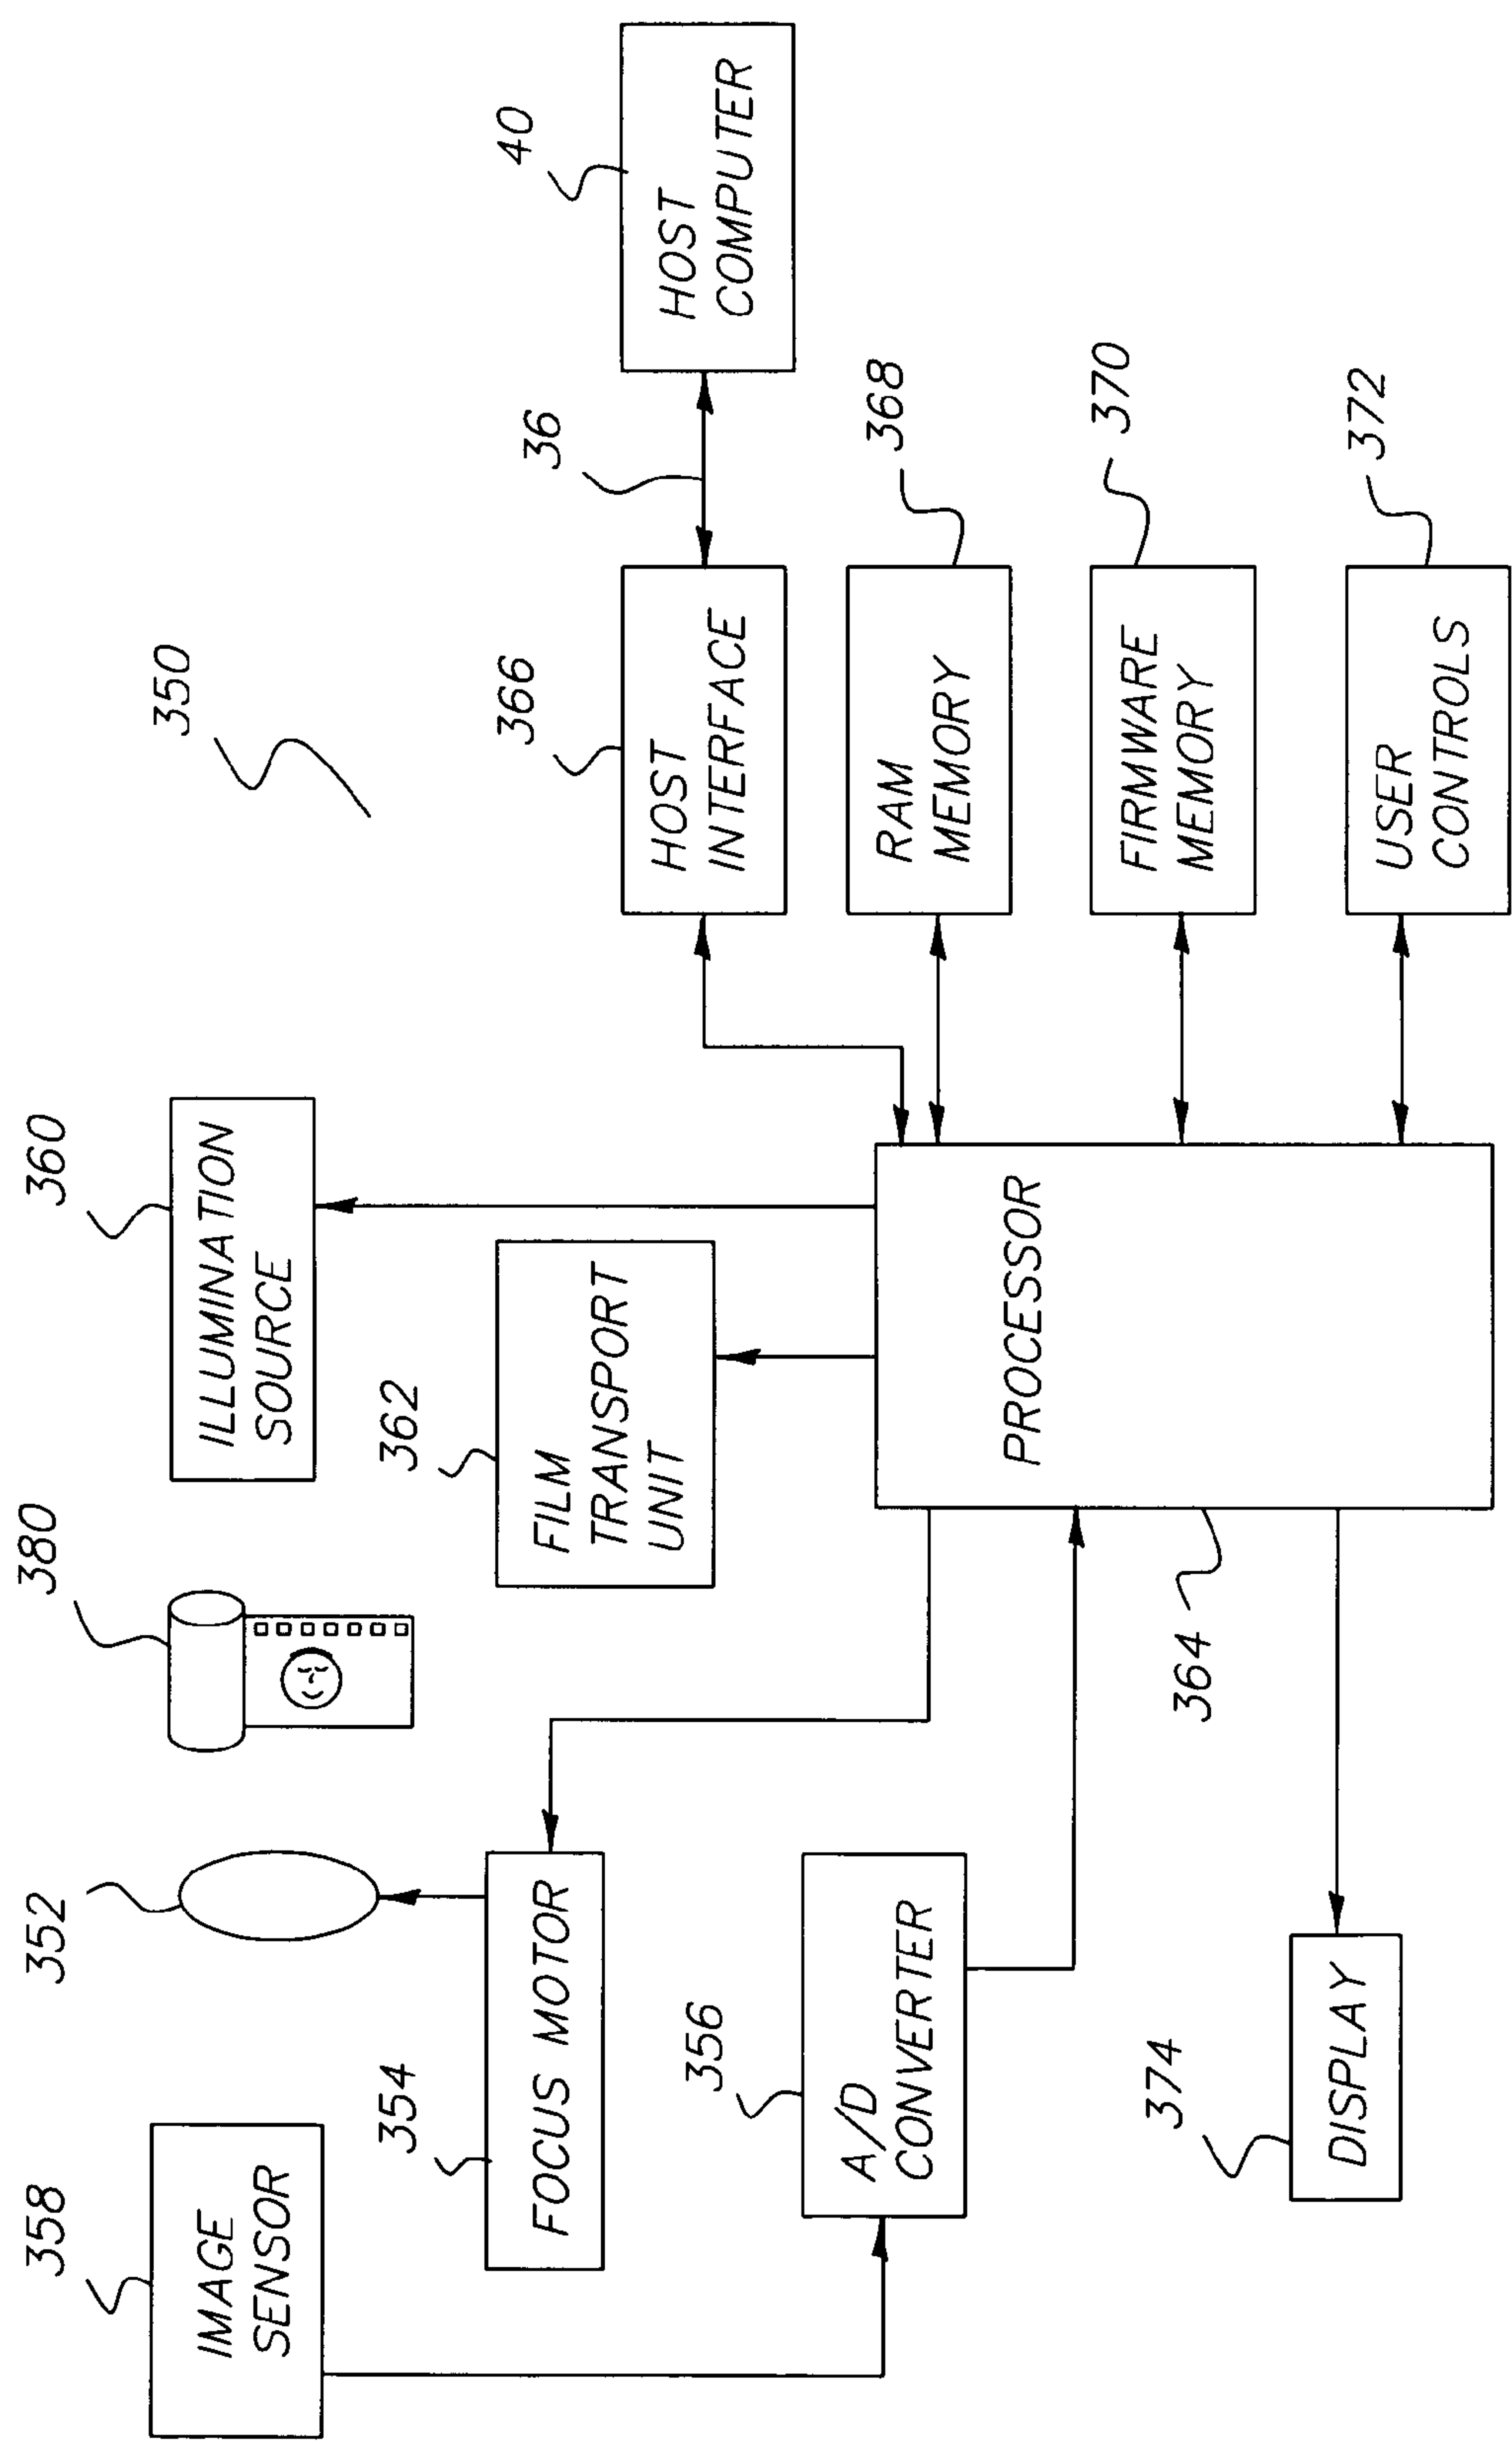 358
IMAGE
SENSOR
352
380
360
ILLUMINATION
SOURCE
350
354
FOCUS MOTOR
362
FILM
TRANSPORT
UNIT
366
HOST
INTERFACE
36
40
HOST
COMPUTER
356
A/D
CONVERTER
368
RAM
MEMORY
PROCESSOR
364
370
FIRMWARE
MEMORY
374
DISPLAY
372
USER
CONTROLS